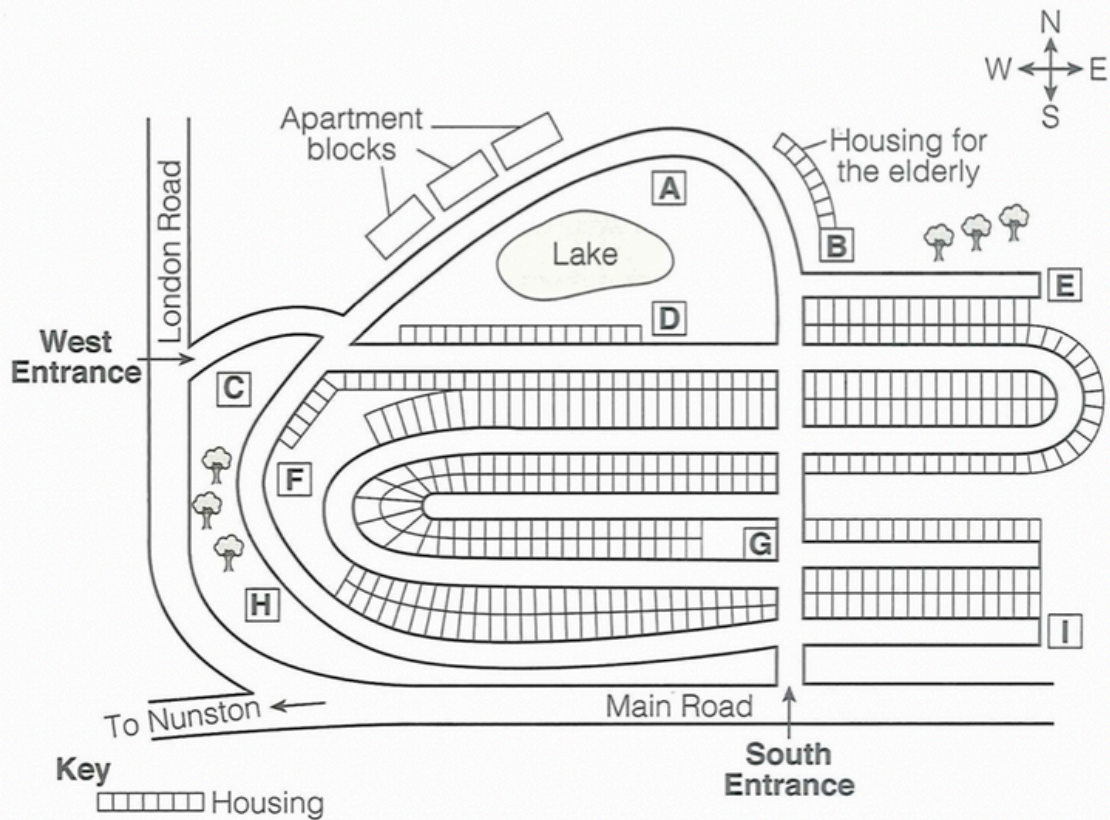 N
W E
S
Apartment
blocks
Housing for
the elderly
London Road
A
B
Lake
E
D
West
Entrance
C
F
G
H
I
Main Road
To Nunston
South
Entrance
Key
Housing